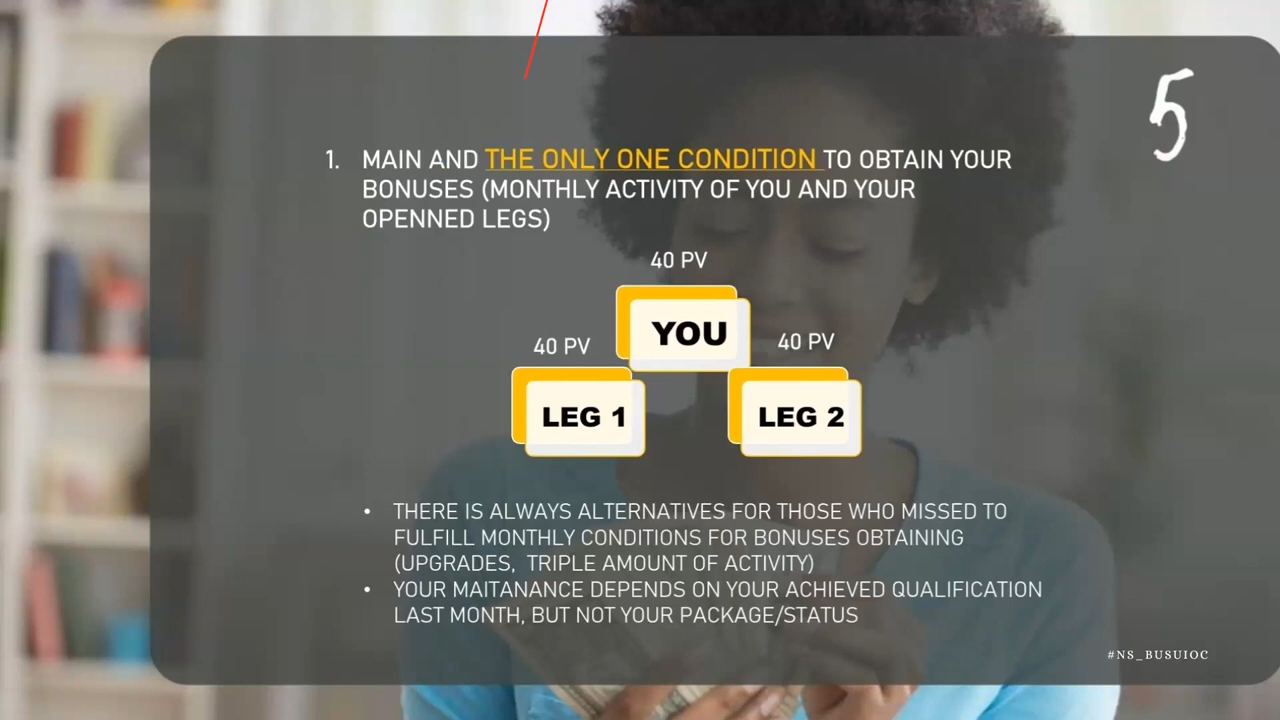 5
1. MAIN AND THE ONLY ONE CONDITION TO OBTAIN YOUR
BONUSES (MONTHLY ACTIVITY OF YOU AND YOUR
OPENNED LEGS)
40 PV
YOU
40 PV
40 PV
LEG 1
LEG 2
• THERE IS ALWAYS ALTERNATIVES FOR THOSE WHO MISSED TO
FULFILL MONTHLY CONDITIONS FOR BONUSES OBTAINING
(UPGRADES, TRIPLE AMOUNT OF ACTIVITY)
• YOUR MAITANANCE DEPENDS ON YOUR ACHIEVED QUALIFICATION
LAST MONTH, BUT NOT YOUR PACKAGE/STATUS
#NS_BUSUIOC